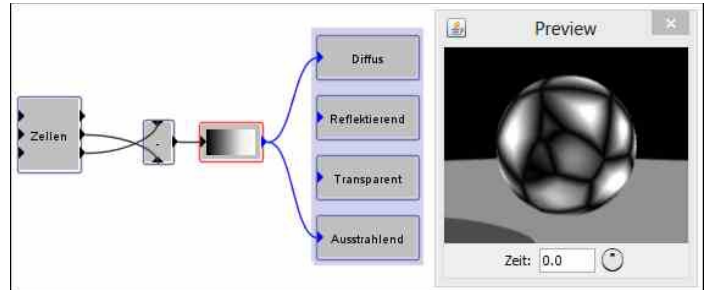 Zellen
-
Diffus
Reflektierend
Transparent
Ausstrahlend
Preview
×
Zeit: 0.0